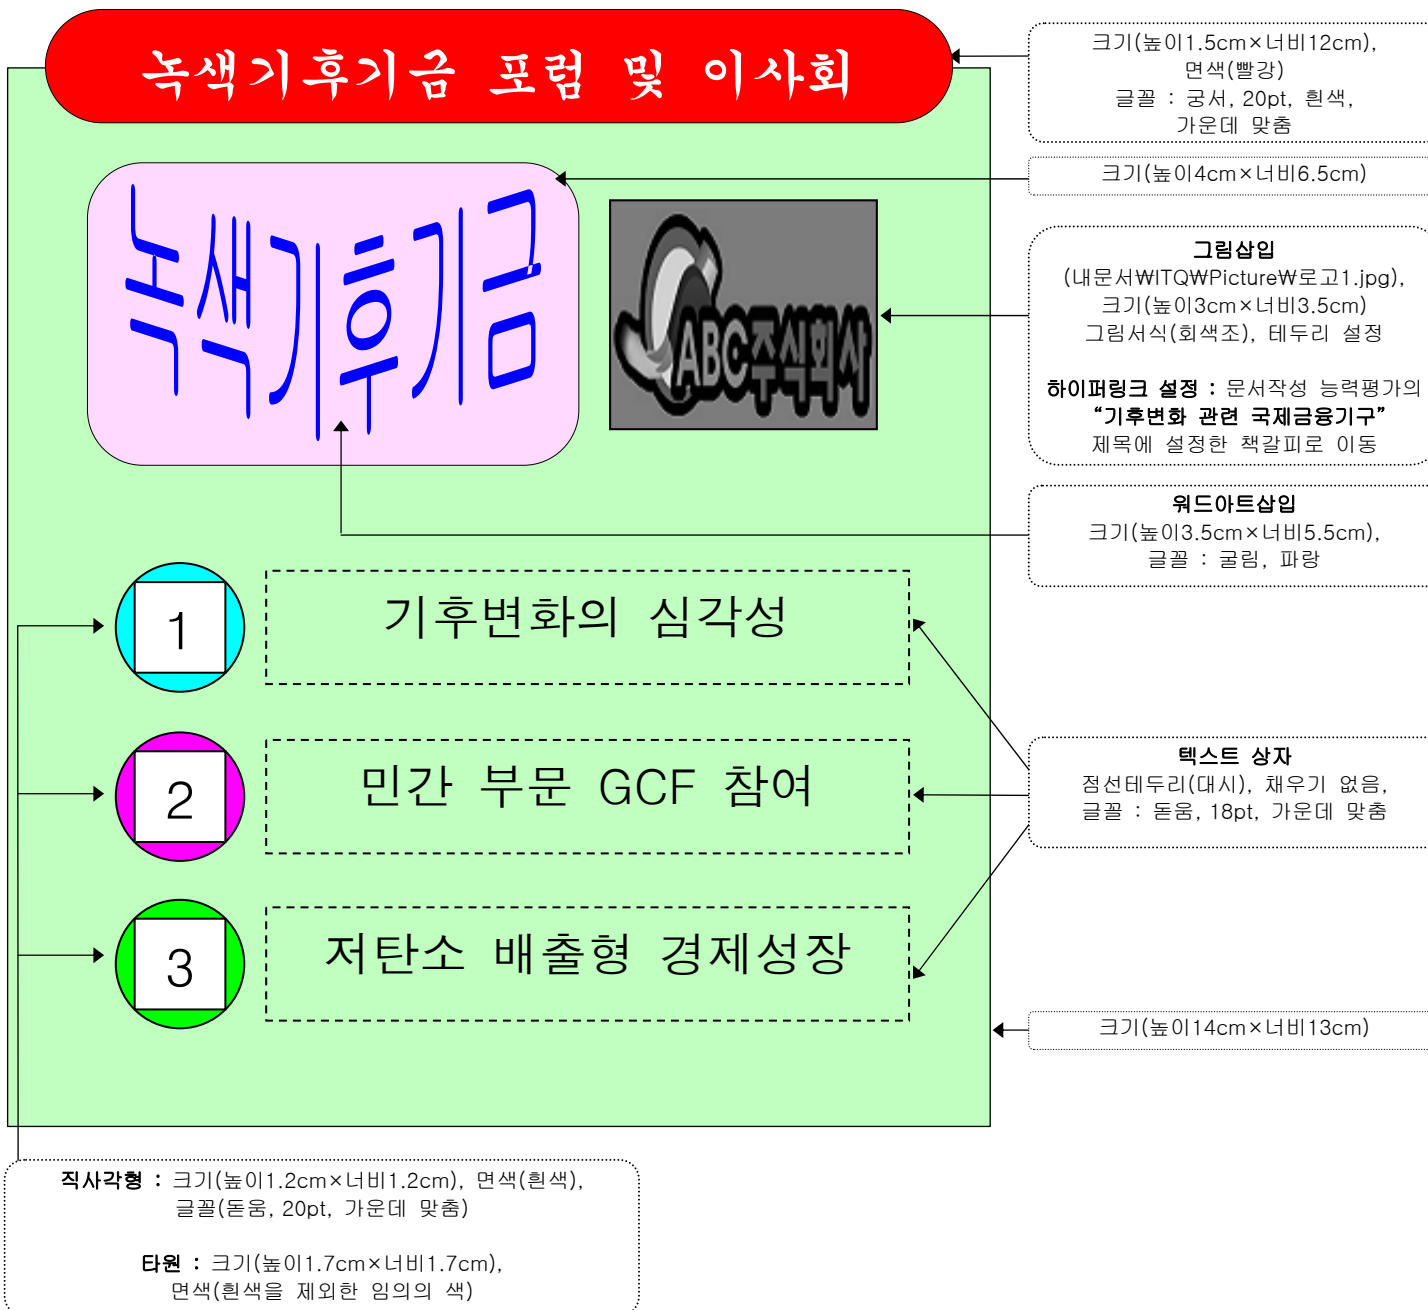 녹색기후기금 포럼 및 이사회
크기(높이1.5cm×너비12cm),
면색(빨강)
글꼴 : 궁서, 20pt, 흰색,
가운데 맞춤
크기(높이4cm×너비6.5cm)
녹색기후기금
ABC주식회사
그림삽입
(내문서₩ITQ₩Picture₩로고1.jpg),
크기(높이3cm×너비3.5cm)
그림서식(회색조), 테두리 설정
하이퍼링크 설정 : 문서작성 능력평가의
“기후변화 관련 국제금융기구”
제목에 설정한 책갈피로 이동
워드아트삽입
크기(높이3.5cm×너비5.5cm),
글꼴 : 굴림, 파랑
1
기후변화의 심각성
2
민간 부문 GCF 참여
텍스트 상자
점선테두리(대시), 채우기 없음,
글꼴 : 돋움, 18pt, 가운데 맞춤
3
저탄소 배출형 경제성장
크기(높이14cm×너비13cm)
직사각형 : 크기(높이1.2cm×너비1.2cm), 면색(흰색),
글꼴(돋움, 20pt, 가운데 맞춤)
타원 : 크기(높이1.7cm×너비1.7cm),
면색(흰색을 제외한 임의의 색)